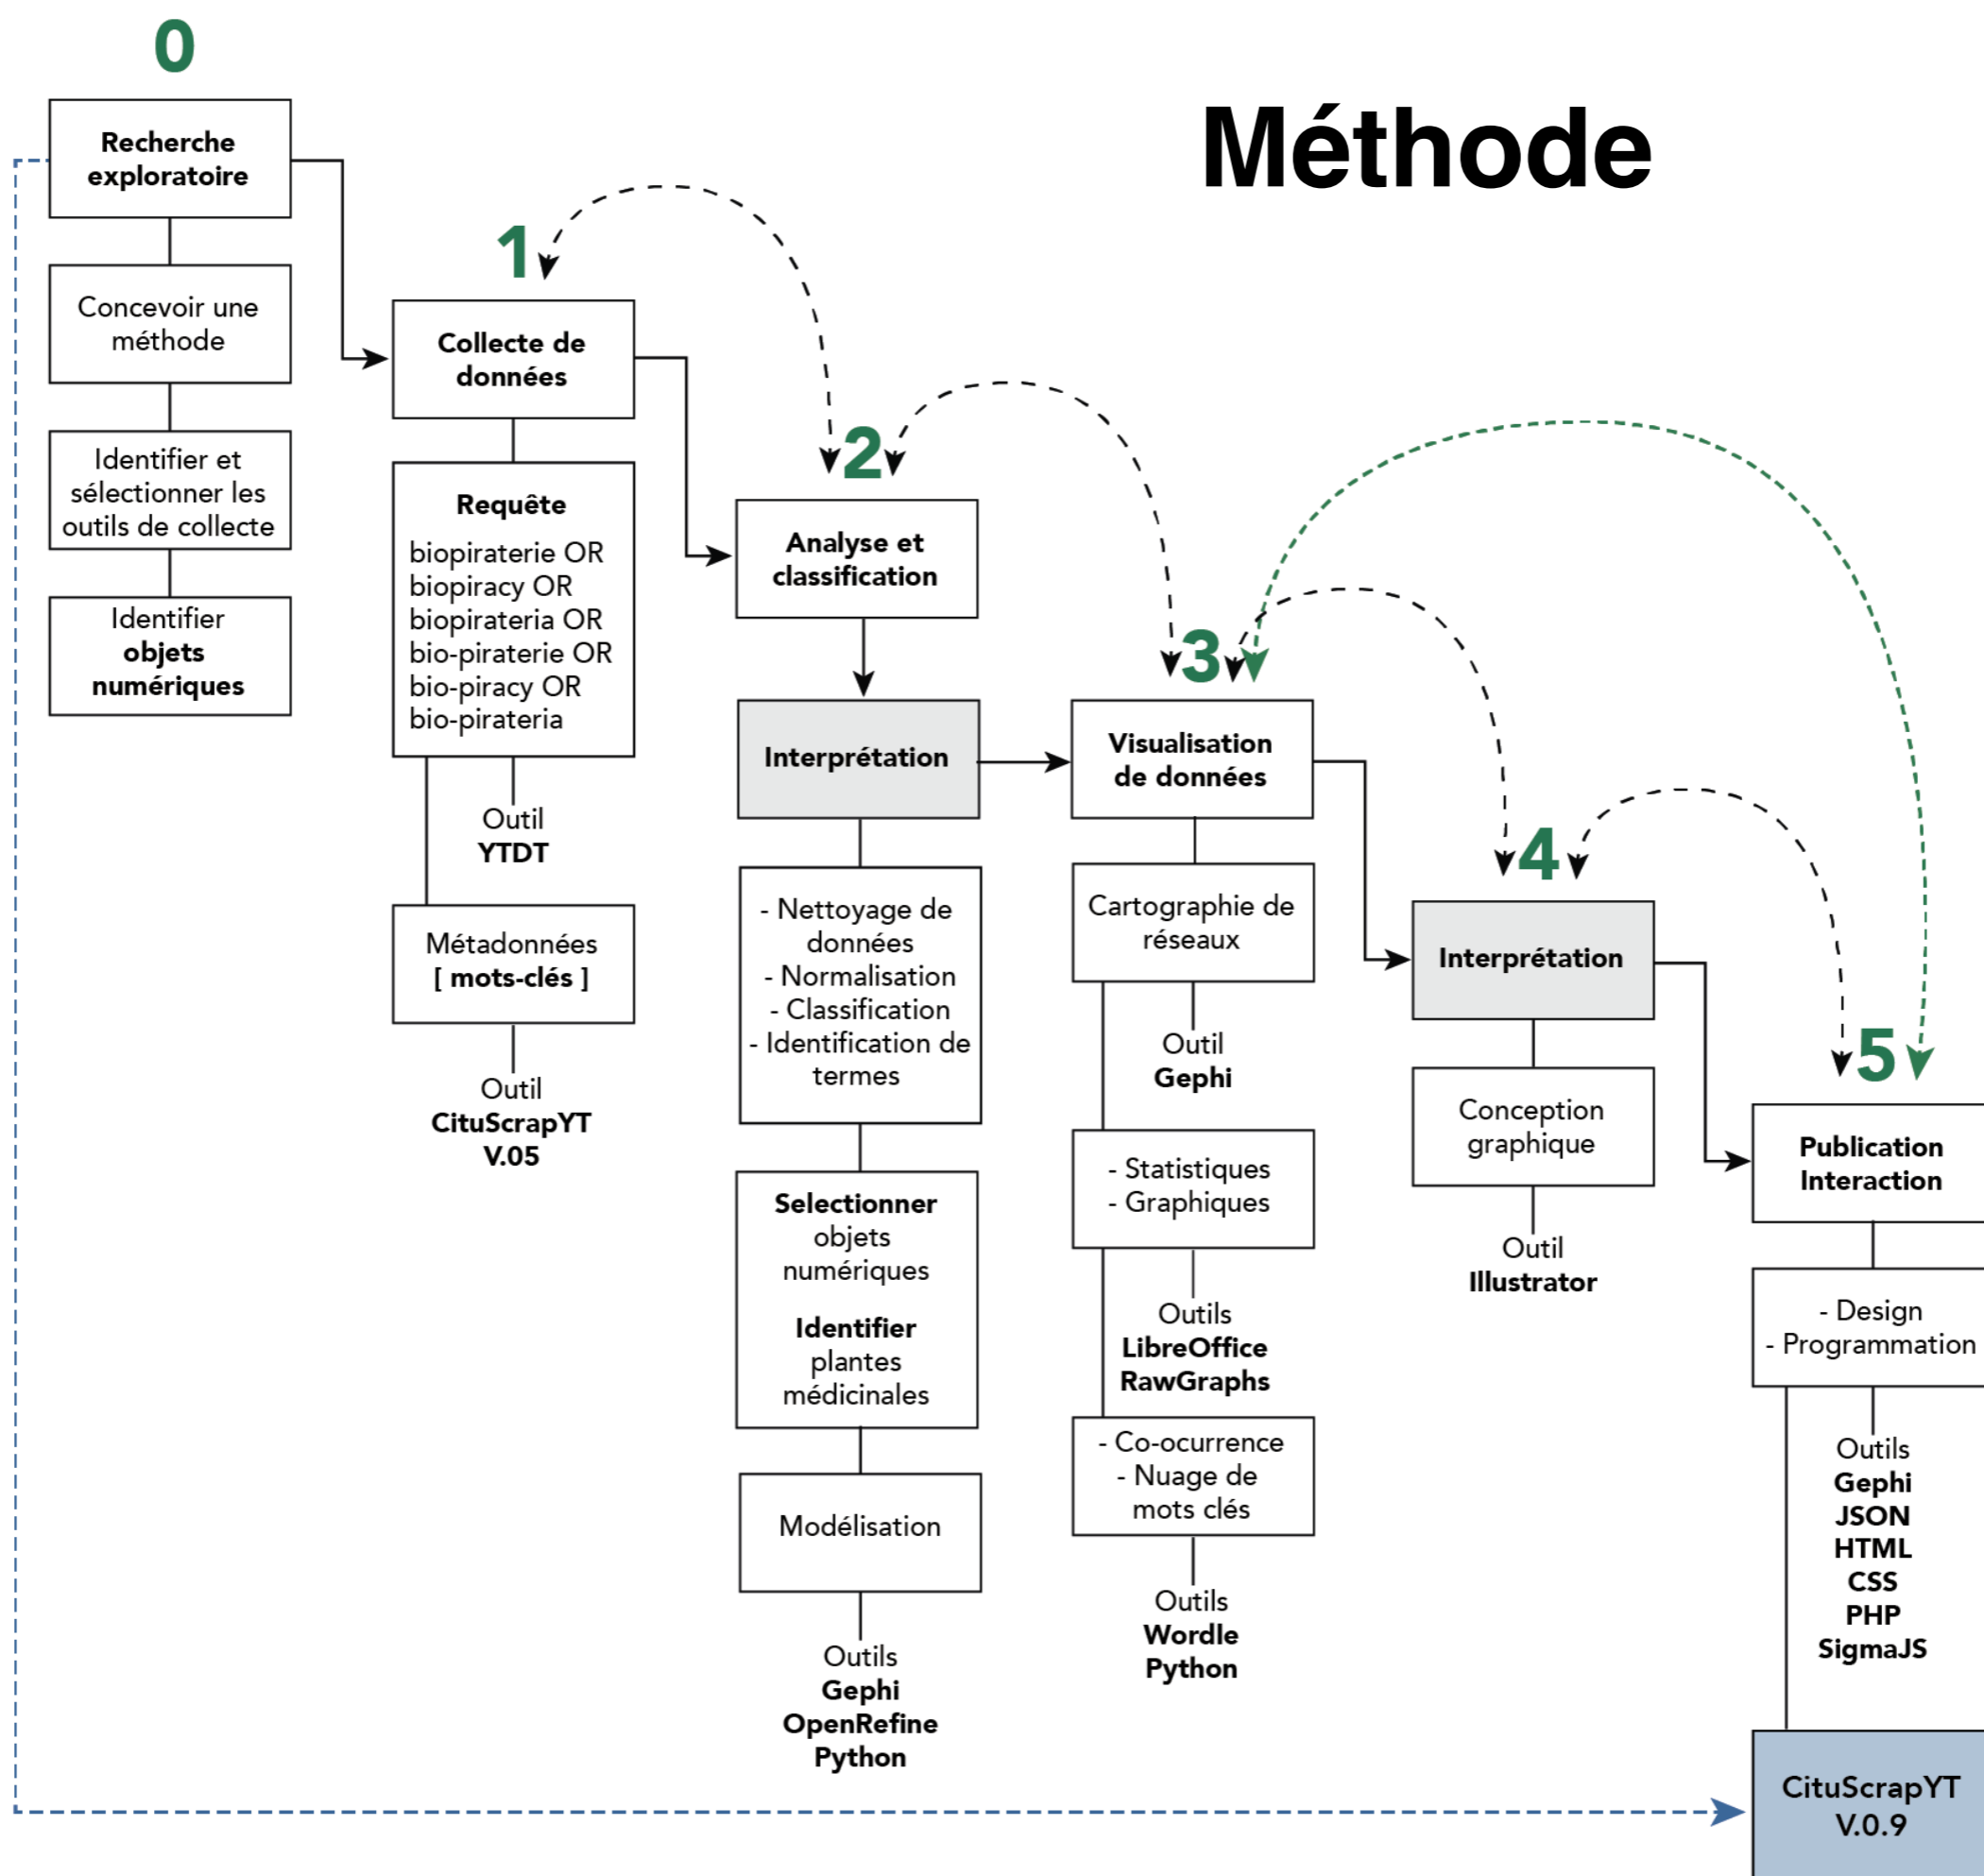 Méthode
0
Recherche
exploratoire
Concevoir une
méthode
Identifier et
sélectionner les
outils de collecte
Identifier
objets
numériques
1
Collecte de
données
Requête
biopiraterie OR
biopiracy OR
biopirateria OR
bio-piraterie OR
bio-piracy OR
bio-pirateria
Outil
YTDT
Métadonnées
[ mots-clés ]
Outil
CituScrapYT
V.05
2
Analyse et
classification
Interprétation
- Nettoyage de
données
- Normalisation
- Classification
- Identification de
termes
Selectionner
objets
numériques
Identifier
plantes
médicinales
Modélisation
Outils
Gephi
OpenRefine
Python
3
Visualisation
de données
Cartographie de
réseaux
Outil
Gephi
- Statistiques
- Graphiques
Outils
LibreOffice
RawGraphs
- Co-ocurrence
- Nuage de
mots clés
Outils
Wordle
Python
4
Interprétation
Conception
graphique
Outil
Illustrator
5
Publication
Interaction
- Design
- Programmation
Outils
Gephi
JSON
HTML
CSS
PHP
SigmaJS
CituScrapYT
V.0.9